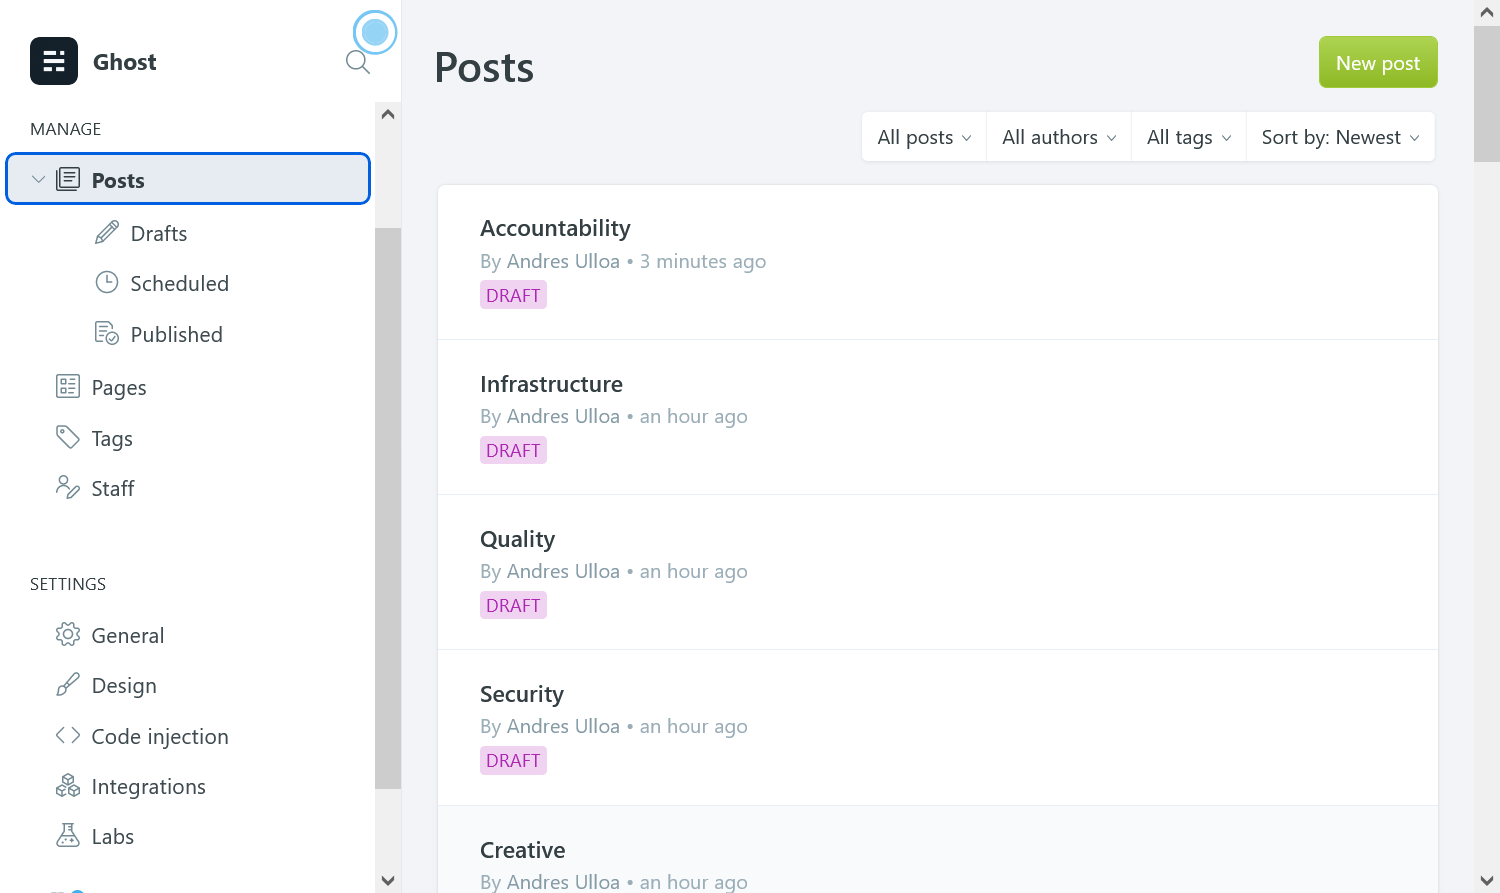 Ghost
MANAGE
Posts
Drafts
Scheduled
Published
Pages
Tags
Staff
SETTINGS
General
Design
Code injection
Integrations
Labs
Posts
New post
All posts
All authors
All tags
Sort by: Newest
Accountability
By Andres Ulloa • 3 minutes ago
DRAFT
Infrastructure
By Andres Ulloa • an hour ago
DRAFT
Quality
By Andres Ulloa • an hour ago
DRAFT
Security
By Andres Ulloa • an hour ago
DRAFT
Creative
By Andres Ulloa • an hour ago